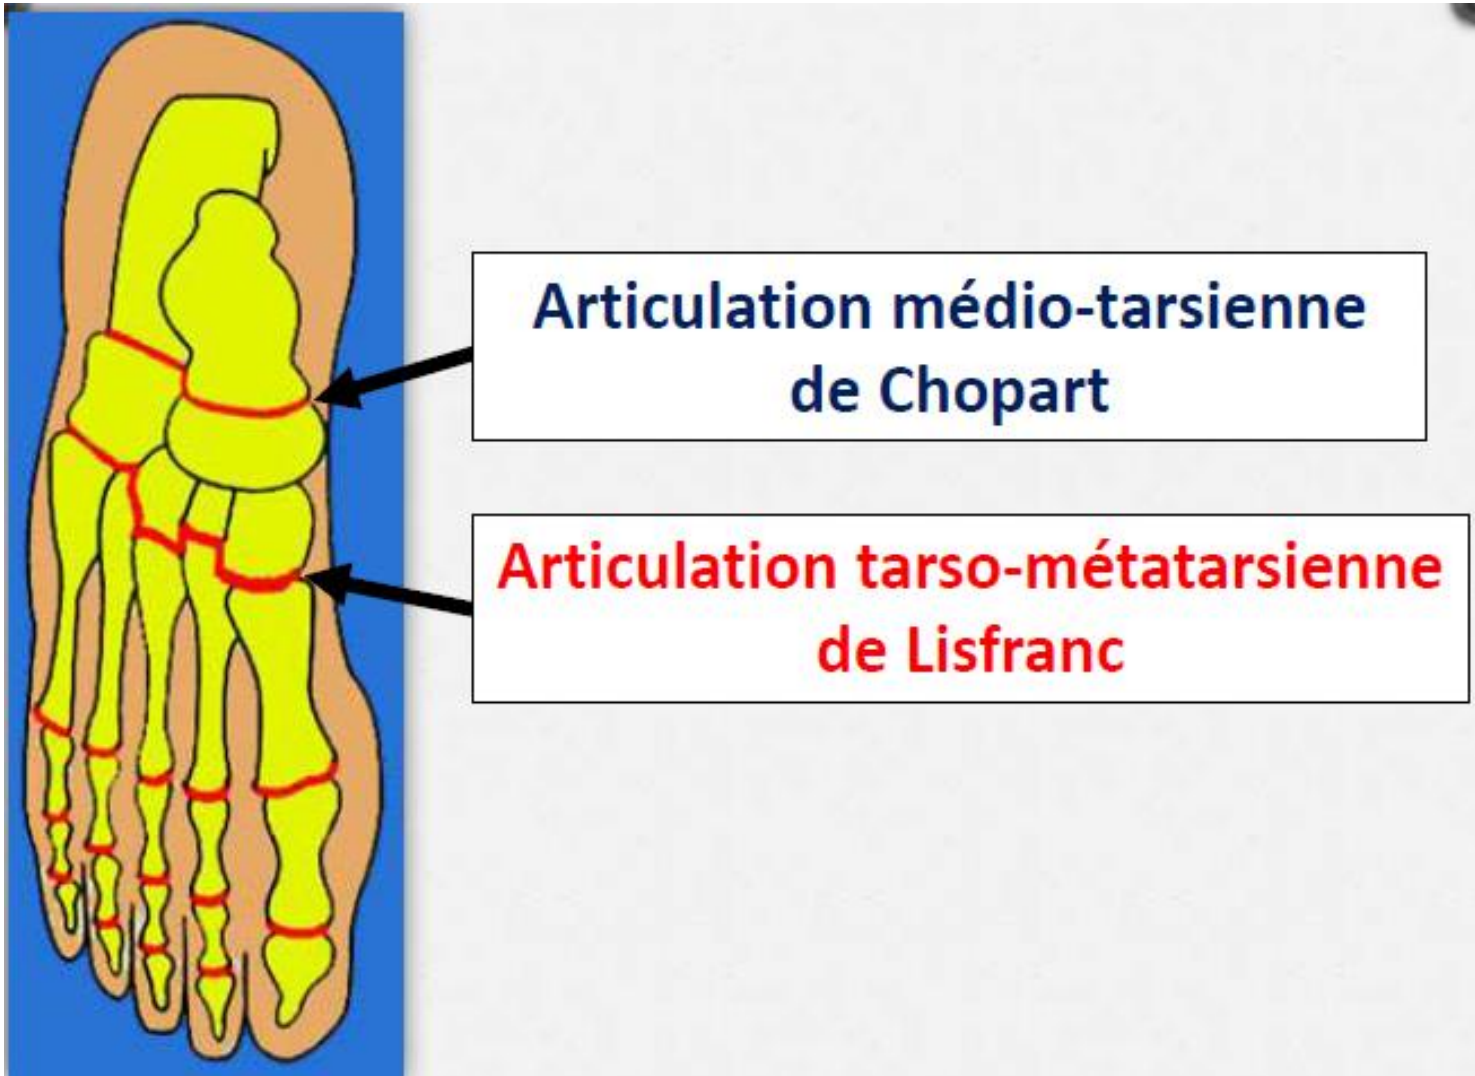 Articulation médio-tarsienne
de Chopart
Articulation tarso-métatarsienne
de Lisfranc